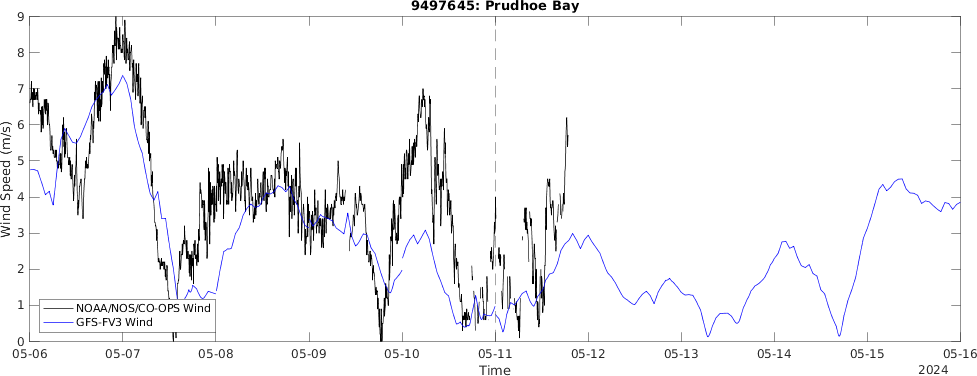 9497645: Prudhoe Bay
9
8
7
6
5
4
3
2
1
0
Wind Speed (m/s)
NOAA/NOS/CO-OPS Wind
GFS-FV3 Wind
05-06 05-07 05-08 05-09 05-10 05-11 05-12 05-13 05-14 05-15 05-16
Time
2024